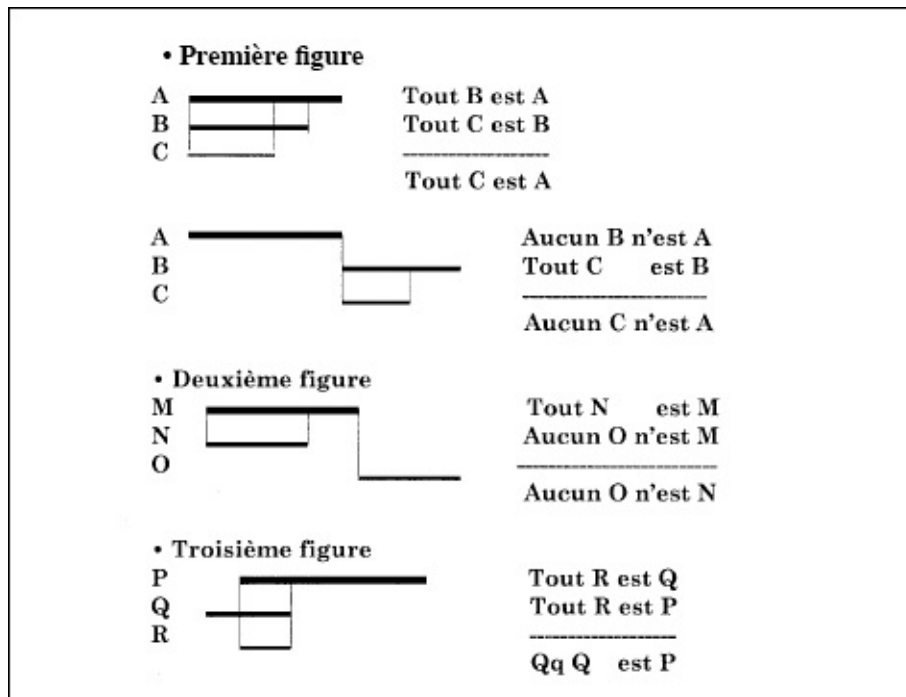 • Première figure
A Tout B est A
B Tout C est B
C
Tout C est A
A Aucun B n'est A
B Tout C est B
C
Aucun C n'est A
• Deuxième figure
M Tout N est M
N Aucun O n'est M
O
Aucun O n'est N
• Troisième figure
P Tout R est Q
Q Tout R est P
R
Qq Q est P